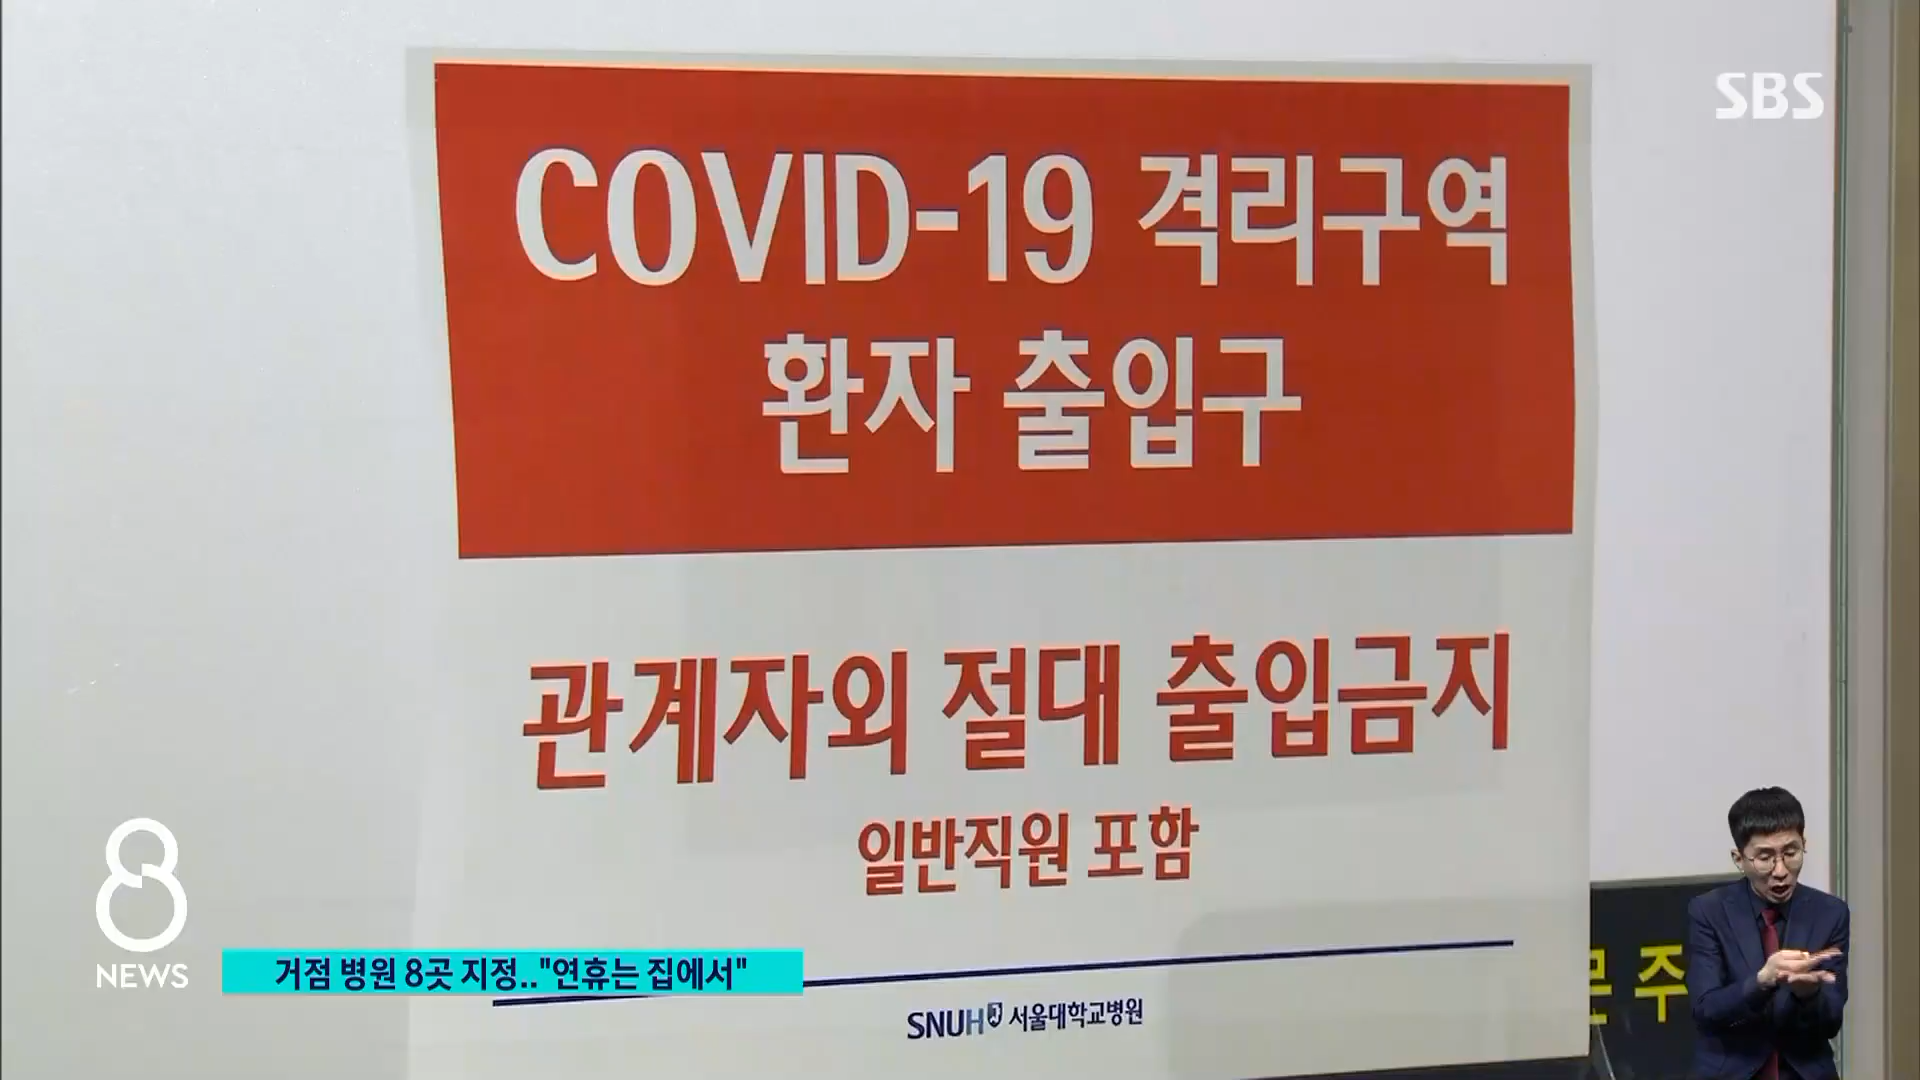 SBS
COVID-19 격리구역
환자 출입구
관계자외 절대 출입금지
일반직원 포함
SNUH 서울대학교병원
8
NEWS
거점 병원 8곳 지정.."연휴는 집에서"
문 주